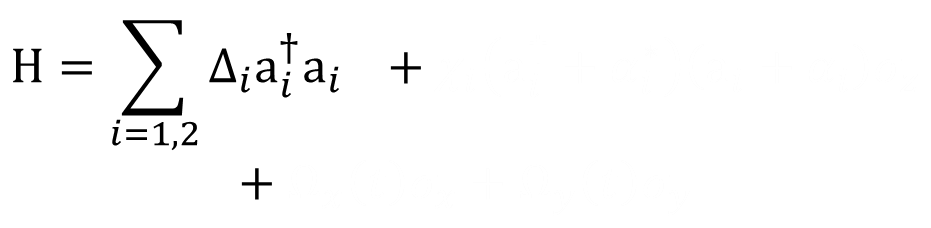 H = ∑_{i=1,2} Δ_i a_i^† a_i +
+